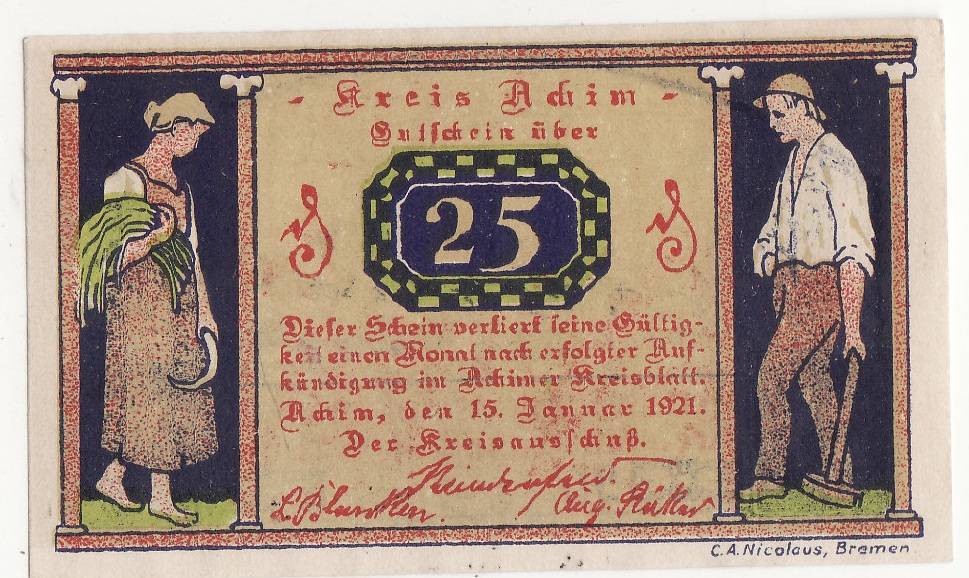 - Kreis Achim -
Gutschein über
₰ 25 ₰
Dieser Schein verliert seine Gültig-
keit einen Monat nach erfolgter Auf-
kündigung im Achimer Kreisblatt.
Achim, den 15. Januar 1921.
Der Kreisausschuß.
C.A. Nicolaus, Bremen